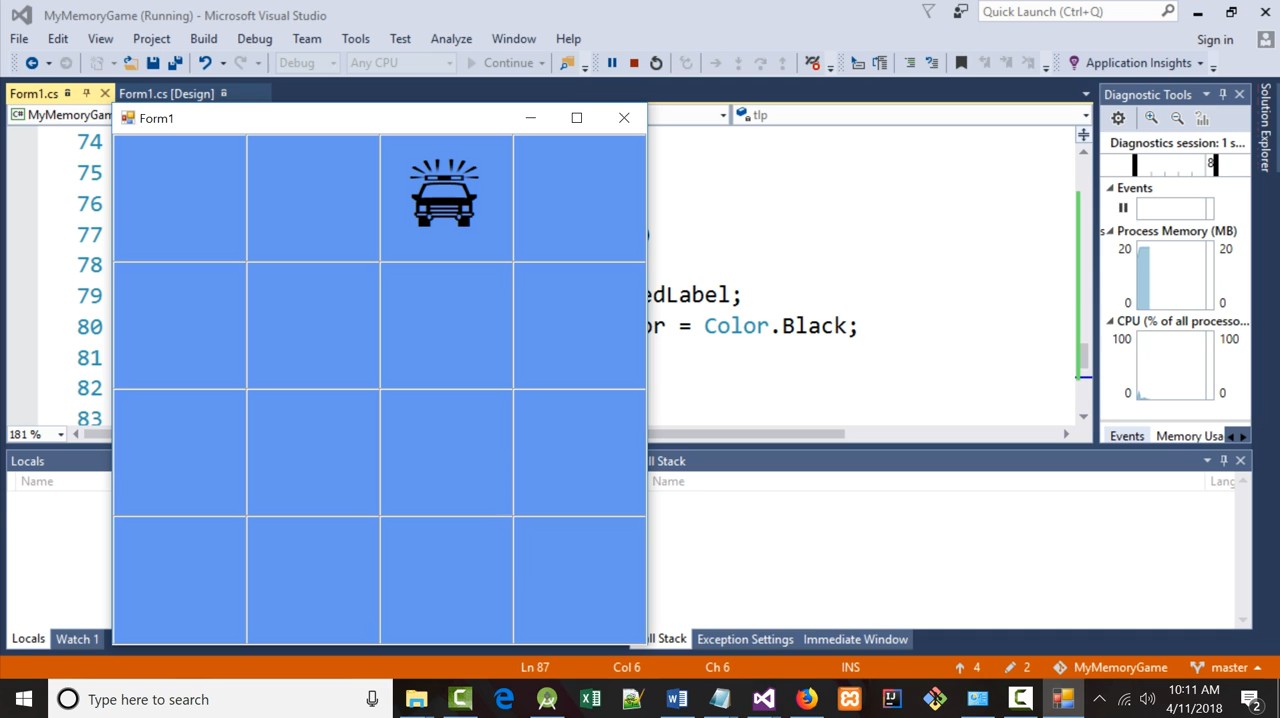 MyMemoryGame (Running) - Microsoft Visual Studio
Quick Launch (Ctrl+Q)
File Edit View Project Build Debug Team Tools Test Analyze Window Help
Sign in
Debug Any CPU Continue Application Insights
Form1.cs Form1.cs [Design]
Diagnostic Tools
Solution Explorer
C# MyMemoryGam
Form1
tlp
74
75
76
77 )
78
79 edLabel;
80 or = Color.Black;
81
82
83
Diagnostics session: 1 s...
8
Events
Process Memory (MB)
20 20
0 0
CPU (% of all processo...
100 100
0 0
181 %
Events Memory Usa
Locals
ll Stack
Name
Name Lang
Locals Watch 1
ll Stack Exception Settings Immediate Window
Ln 87 Col 6 Ch 6 INS 4 2 MyMemoryGame master
Type here to search
10:11 AM
4/11/2018
2